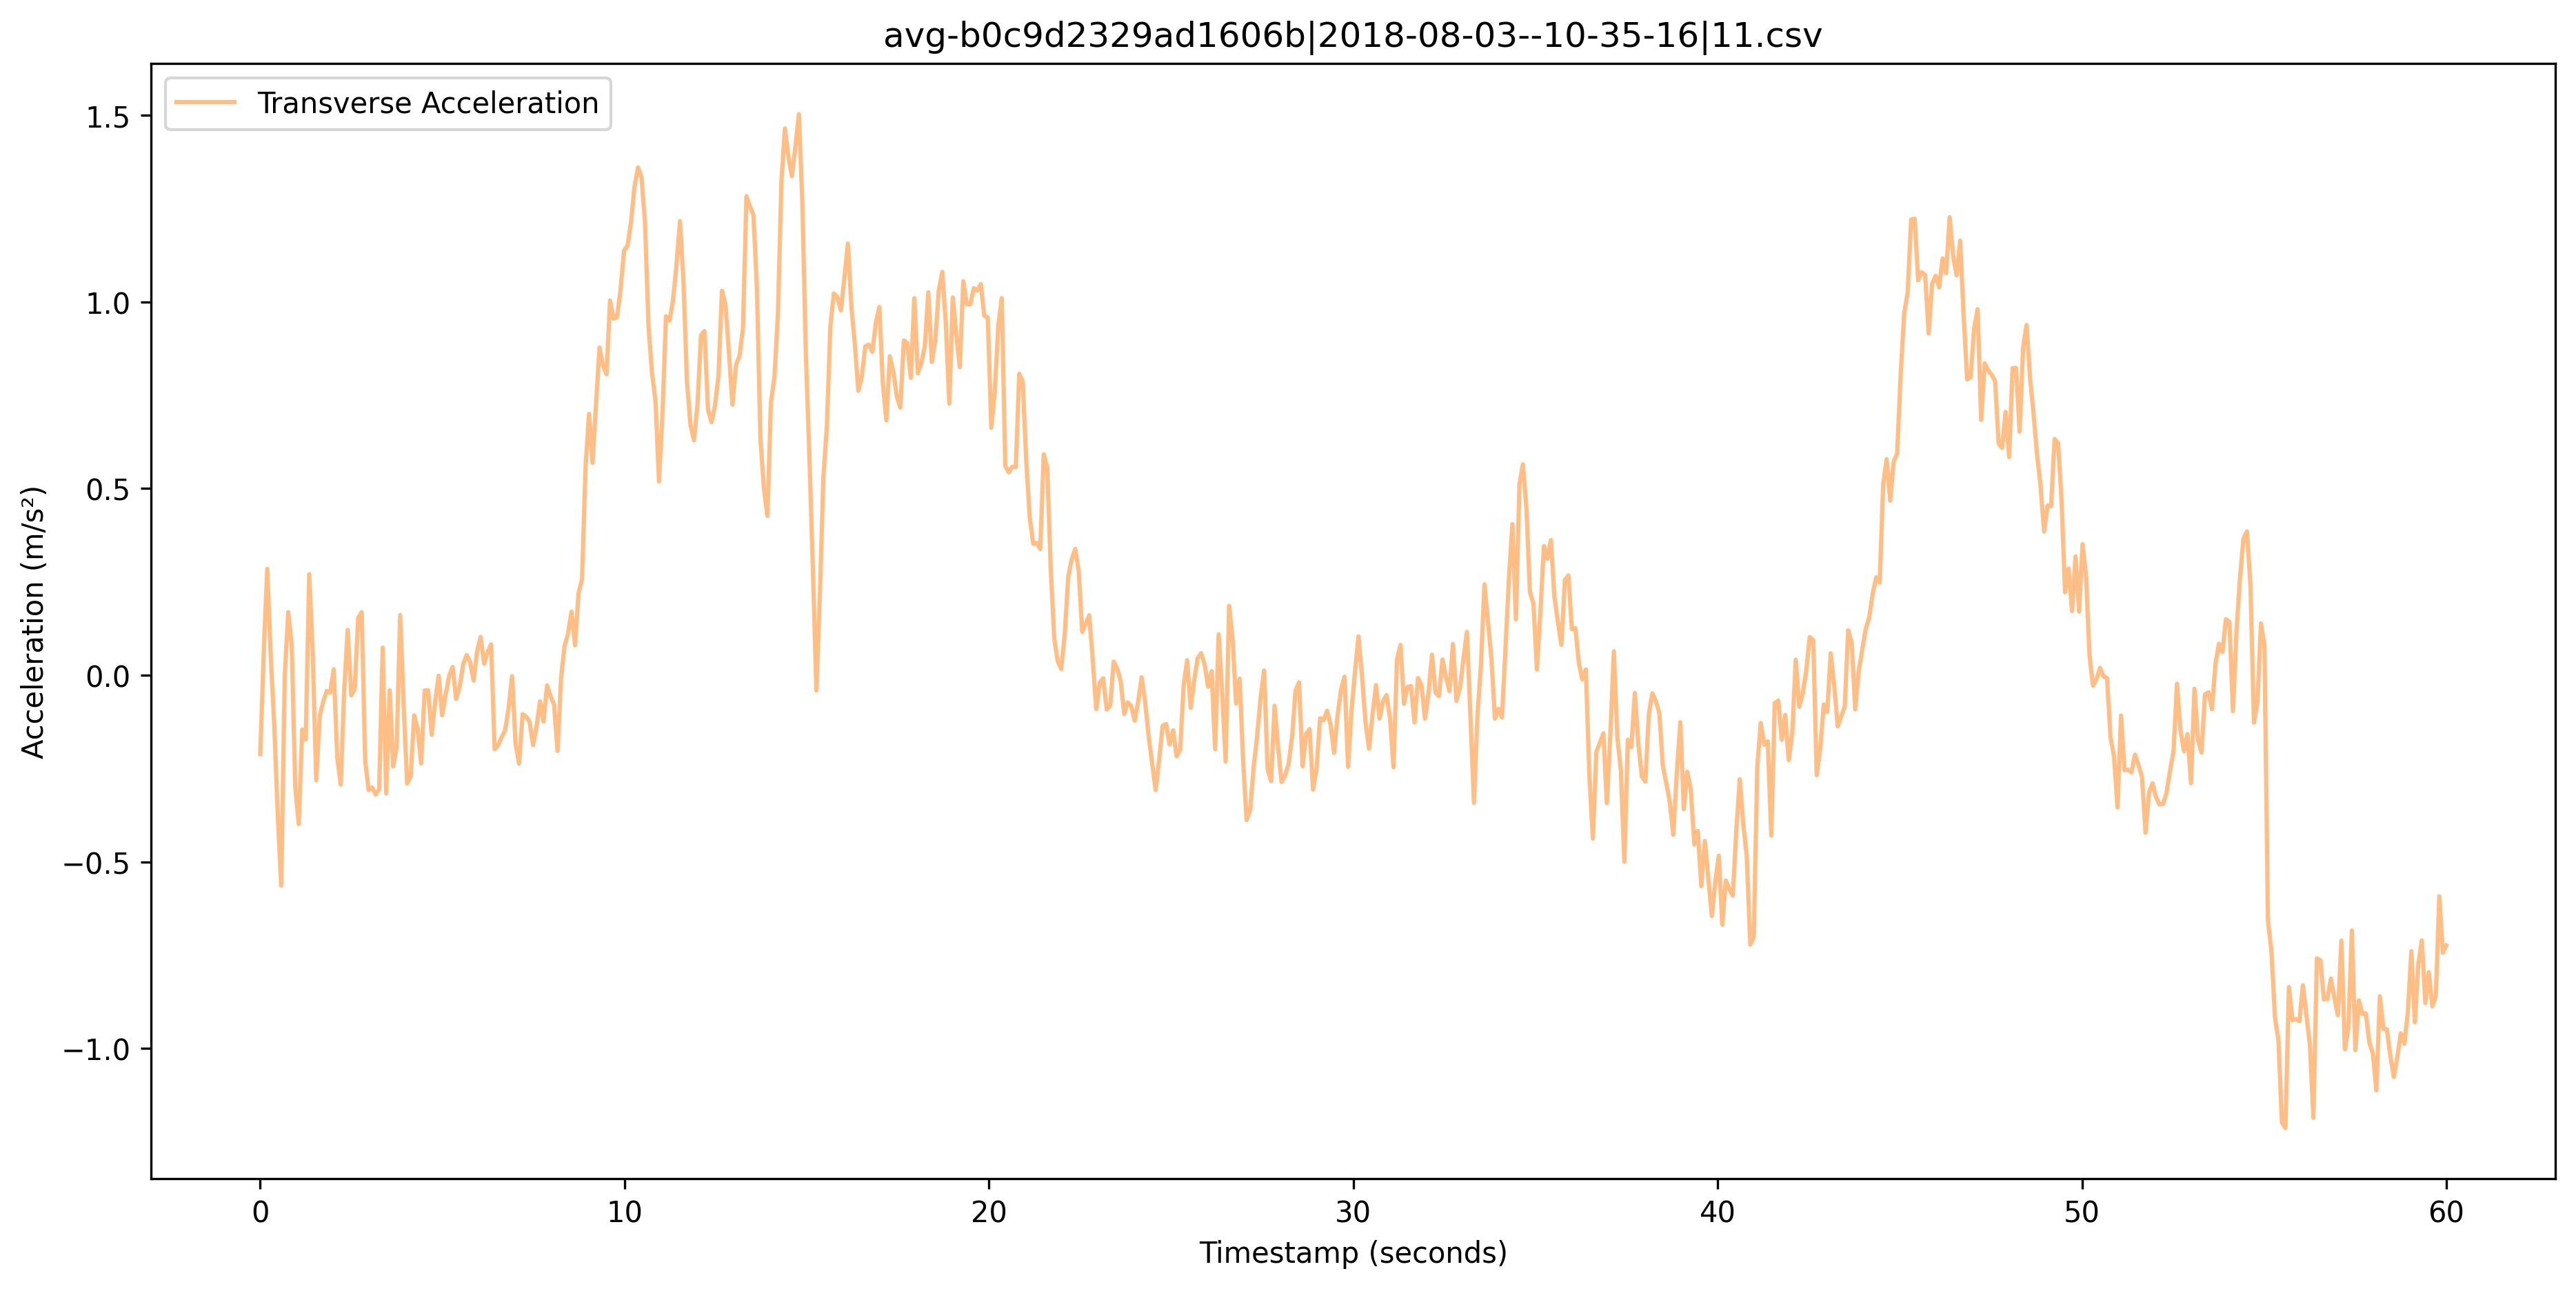 avg-b0c9d2329ad1606b|2018-08-03--10-35-16|11.csv
Transverse Acceleration
1.5
1.0
0.5
0.0
−0.5
−1.0
Acceleration (m/s²)
0 10 20 30 40 50 60
Timestamp (seconds)